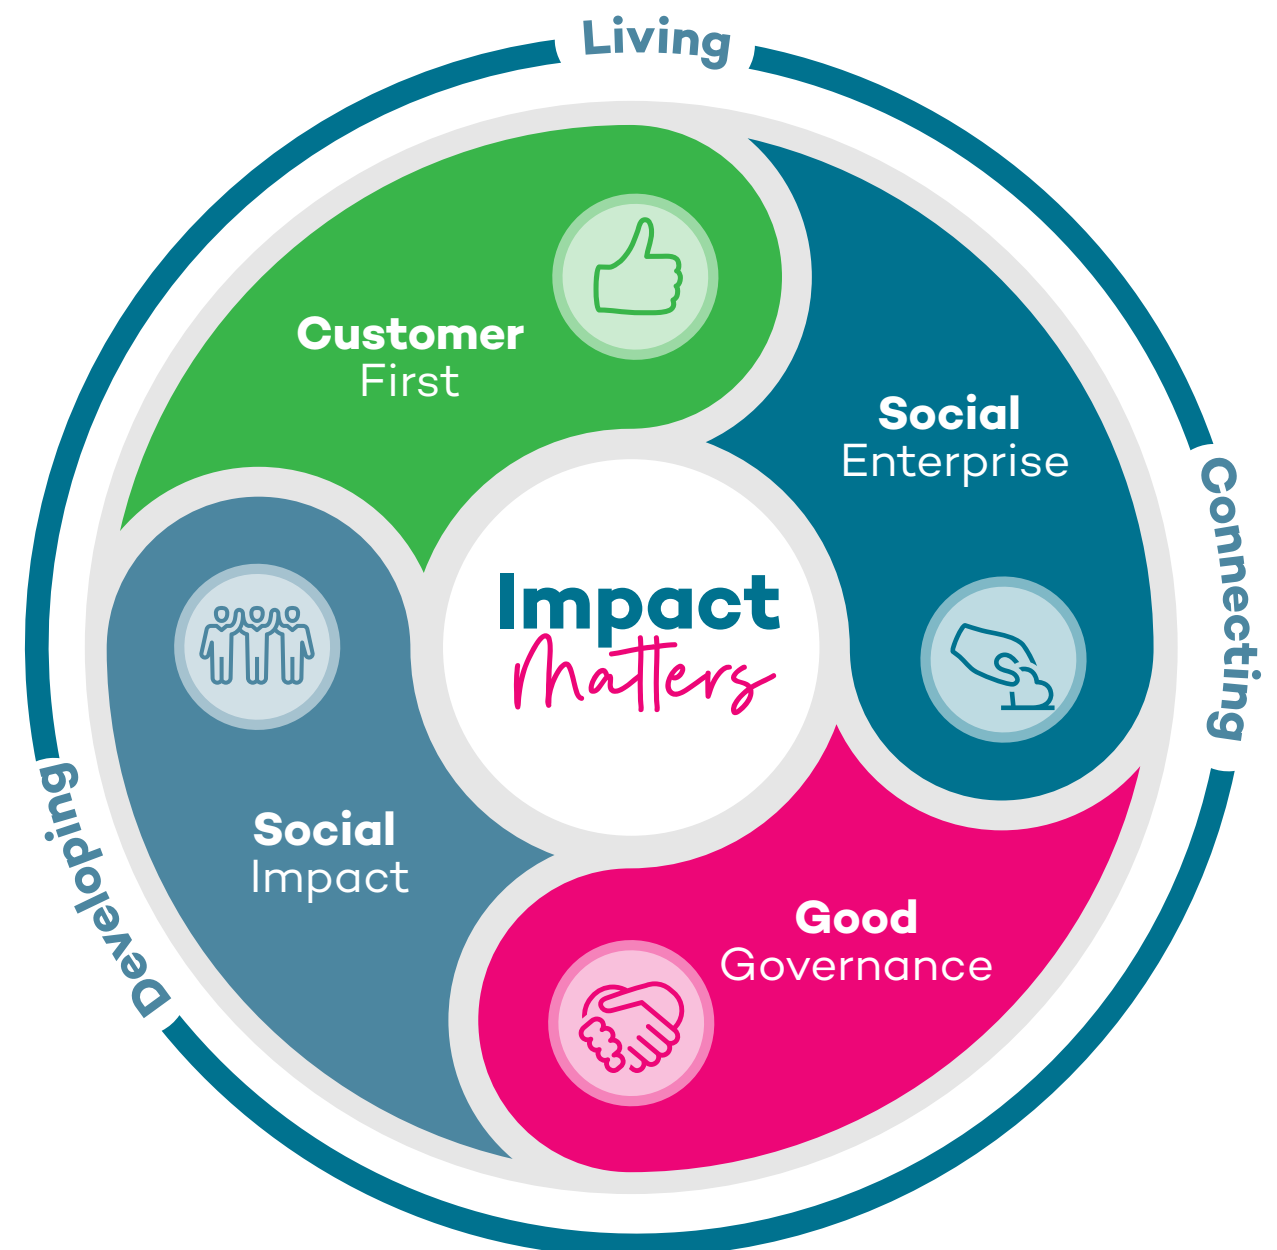 Living
Customer
First
Social
Enterprise
Connecting
Impact
Matters
Developing
Social
Impact
Good
Governance